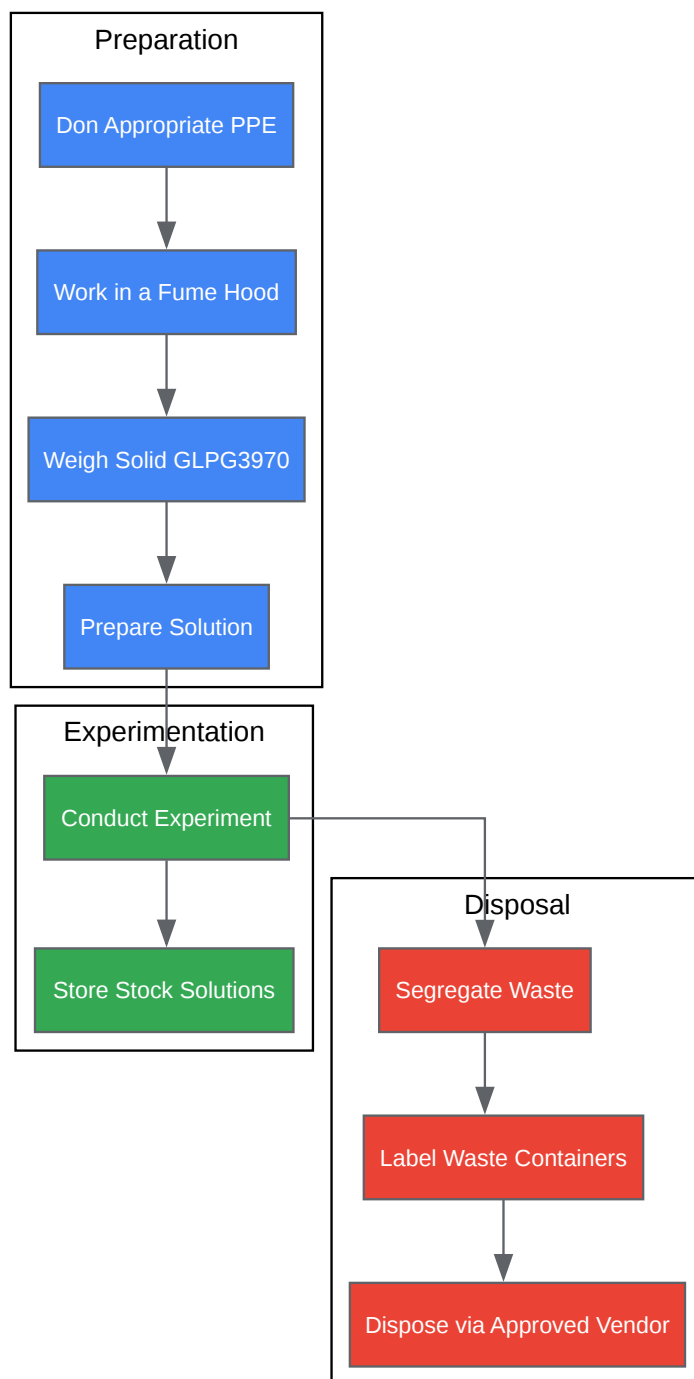 Preparation
Don Appropriate PPE
Work in a Fume Hood
Weigh Solid GLPG3970
Prepare Solution
Experimentation
Conduct Experiment
Store Stock Solutions
Disposal
Segregate Waste
Label Waste Containers
Dispose via Approved Vendor